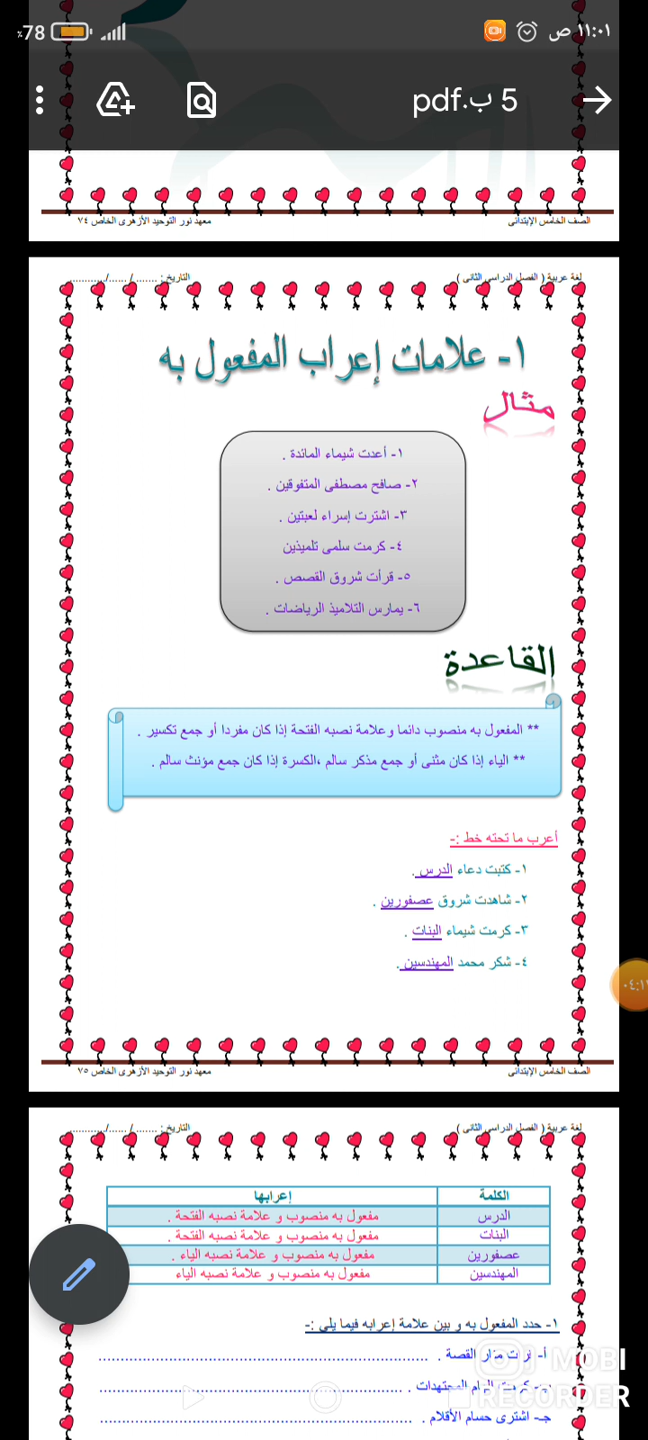 ١١:٠١ ص
٪78
5 ب.pdf
الصف الخامس الإبتدائى
معهد نور التوحيد الأزهرى الخاص ٧٤
لغة عربية ( الفصل الدراسي الثانى )
التاريخ : ....... / ....../............
١- علامات إعراب المفعول به
مثال
١- أعدت شيماء المائدة .
٢- صافح مصطفى المتفوقين .
٣- اشترت إسراء لعبتين .
٤- كرمت سلمى تلميذين
٥- قرأت شروق القصص .
٦- يمارس التلاميذ الرياضات .
القاعدة
** المفعول به منصوب دائما وعلامة نصبه الفتحة إذا كان مفردا أو جمع تكسير .
** الياء إذا كان مثنى أو جمع مذكر سالم ،الكسرة إذا كان جمع مؤنث سالم .
أعرب ما تحته خط :-
١- كتبت دعاء الدرس .
٢- شاهدت شروق عصفورين .
٣- كرمت شيماء البنات .
٤- شكر محمد المهندسين .
الصف الخامس الإبتدائى
معهد نور التوحيد الأزهرى الخاص ٧٥
لغة عربية ( الفصل الدراسي الثانى )
التاريخ : ....... / ....../............
الكلمة إعرابها
الدرس مفعول به منصوب و علامة نصبه الفتحة .
البنات مفعول به منصوب و علامة نصبه الفتحة .
عصفورين مفعول به منصوب و علامة نصبه الياء .
المهندسين مفعول به منصوب و علامة نصبه الياء
١- حدد المفعول به و بين علامة إعرابه فيما يلي :-
أ- منار القصة . ........................................
المجتهدات . ........................................
جـ- اشترى حسام الأقلام . ........................................
MOBI
RECORDER